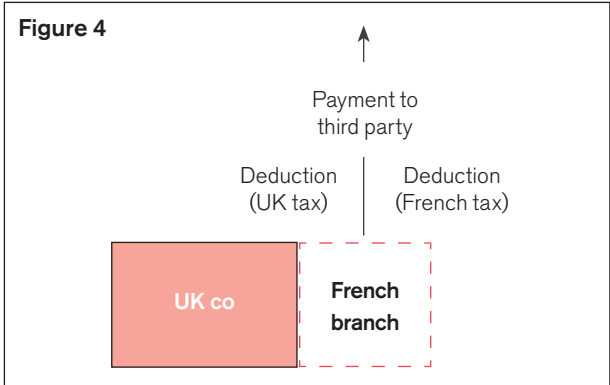 Figure 4
Payment to
third party
Deduction
(UK tax)
Deduction
(French tax)
UK co
French
branch